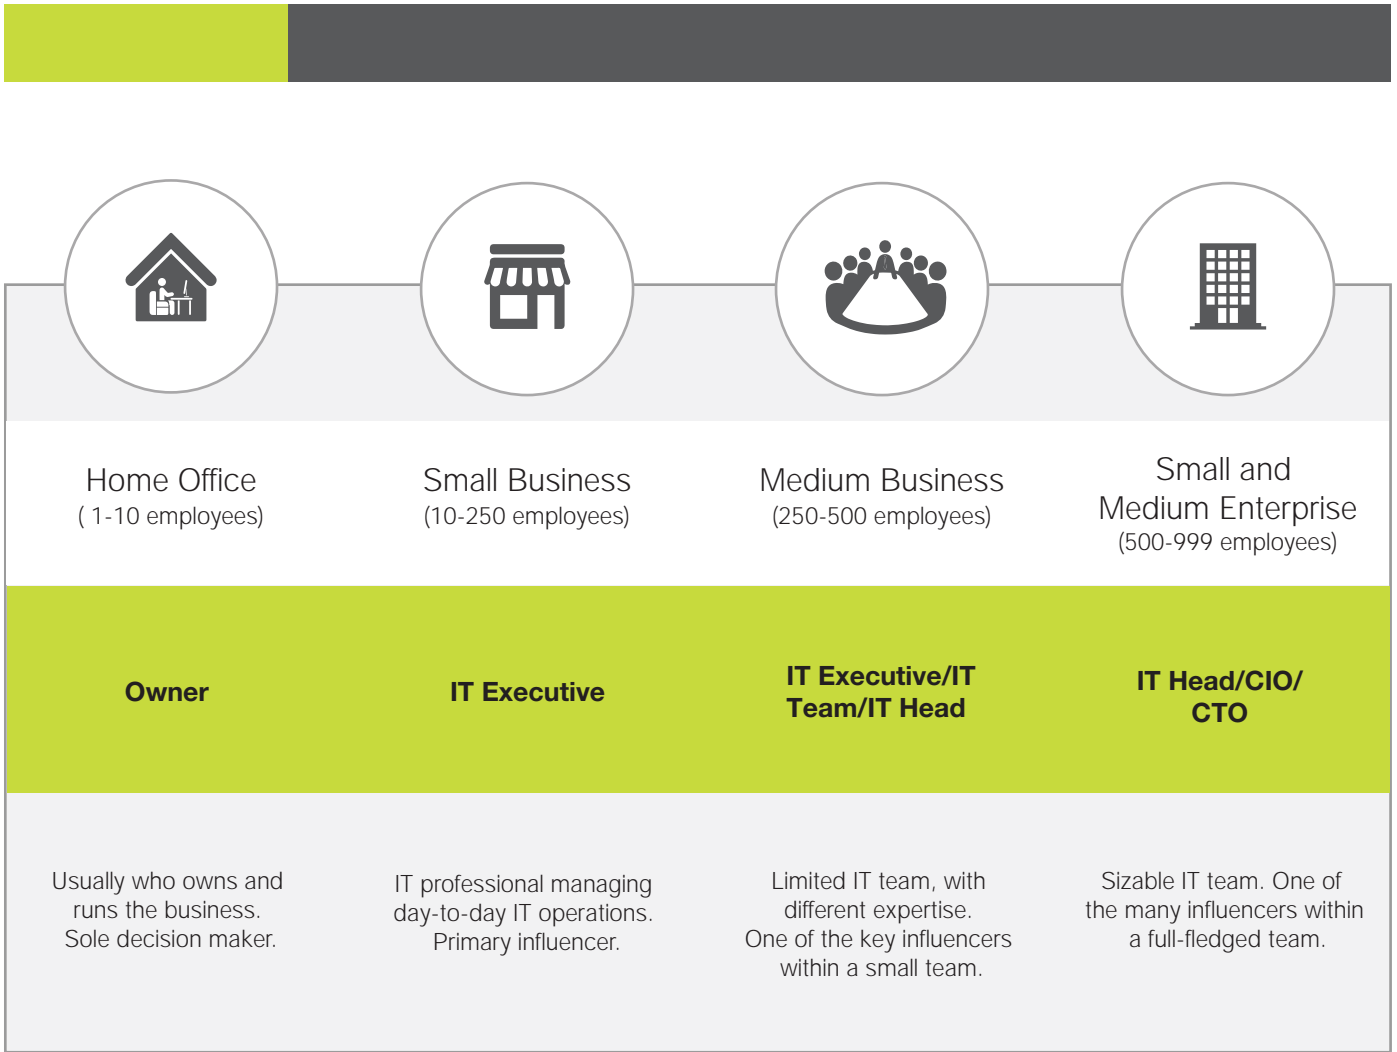 Home Office
( 1-10 employees)
Small Business
(10-250 employees)
Medium Business
(250-500 employees)
Small and
Medium Enterprise
(500-999 employees)
Owner
IT Executive
IT Executive/IT
Team/IT Head
IT Head/CIO/
CTO
Usually who owns and
runs the business.
Sole decision maker.
IT professional managing
day-to-day IT operations.
Primary influencer.
Limited IT team, with
different expertise.
One of the key influencers
within a small team.
Sizable IT team. One of
the many influencers within
a full-fledged team.